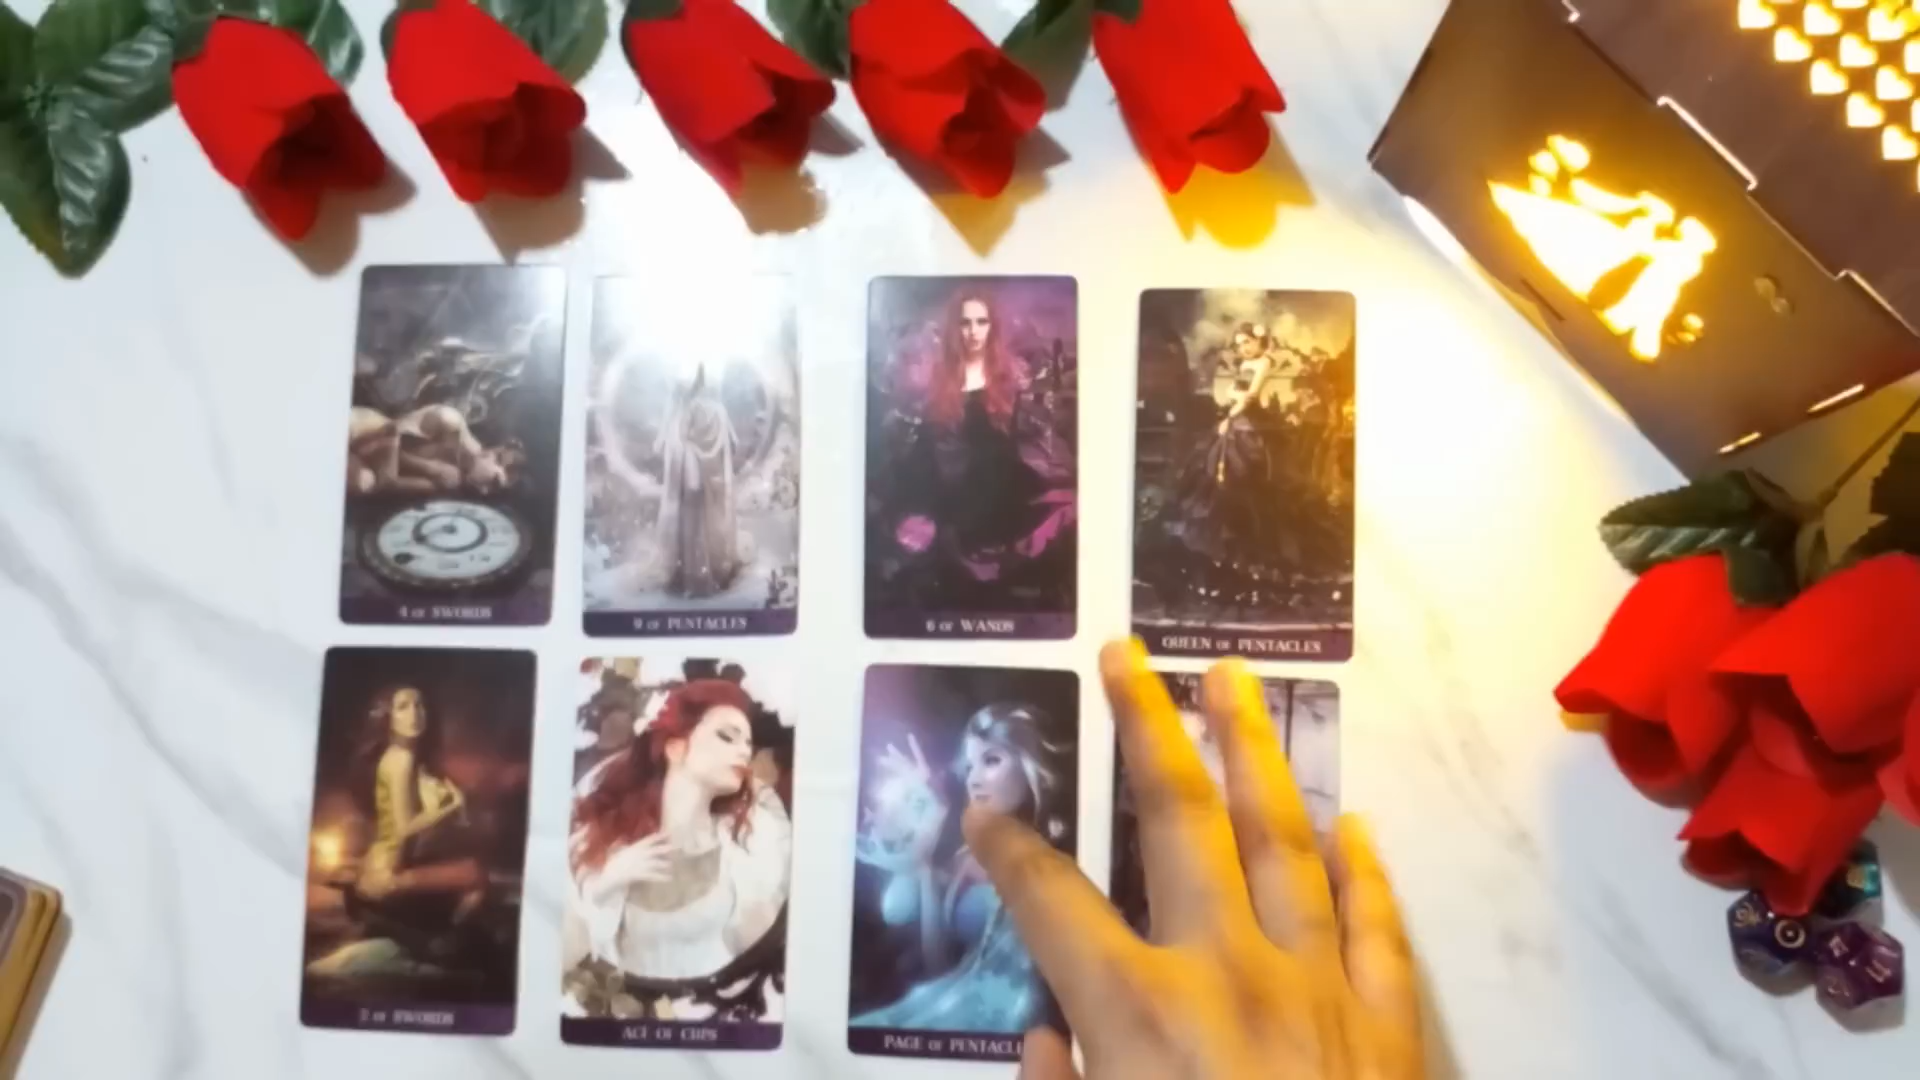 4 OF SWORDS
9 OF PENTACLES
6 OF WANDS
QUEEN OF PENTACLES
2 OF SWORDS
ACE OF CUPS
PAGE OF PENTACLE